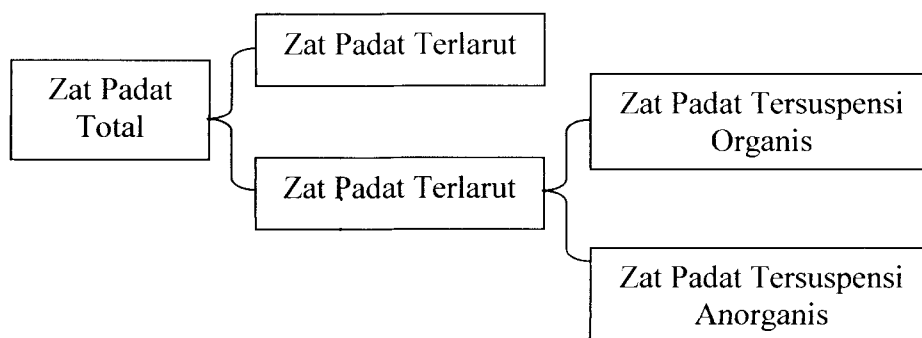 Zat Padat Terlarut
Zat Padat
Total
Zat Padat Tersuspensi
Organis
Zat Padat Terlarut
Zat Padat Tersuspensi
Anorganis